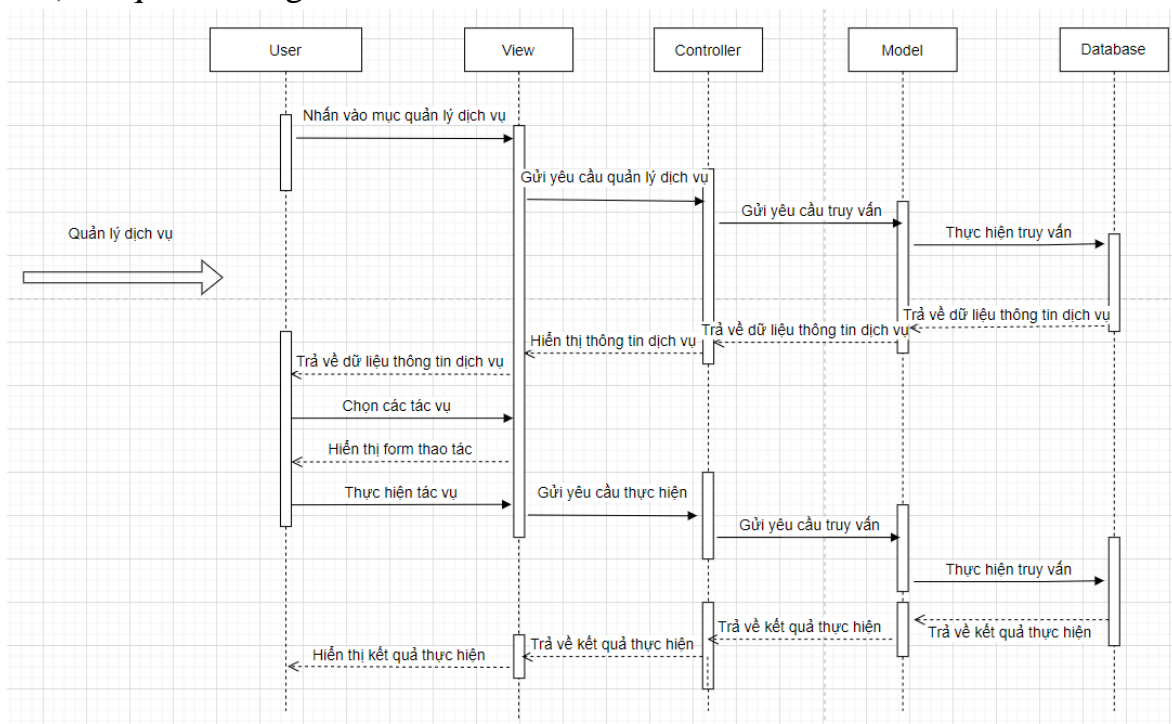 User
View
Controller
Model
Database
Nhấn vào mục quản lý dịch vụ
Gửi yêu cầu quản lý dịch vụ
Gửi yêu cầu truy vấn
Thực hiện truy vấn
Quản lý dịch vụ
Trả về dữ liệu thông tin dịch vụ
Trả về dữ liệu thông tin dịch vụ
Hiển thị thông tin dịch vụ
Trả về dữ liệu thông tin dịch vụ
Chọn các tác vụ
Hiển thị form thao tác
Thực hiện tác vụ
Gửi yêu cầu thực hiện
Gửi yêu cầu truy vấn
Thực hiện truy vấn
Trả về kết quả thực hiện
Trả về kết quả thực hiện
Trả về kết quả thực hiện
Hiển thị kết quả thực hiện